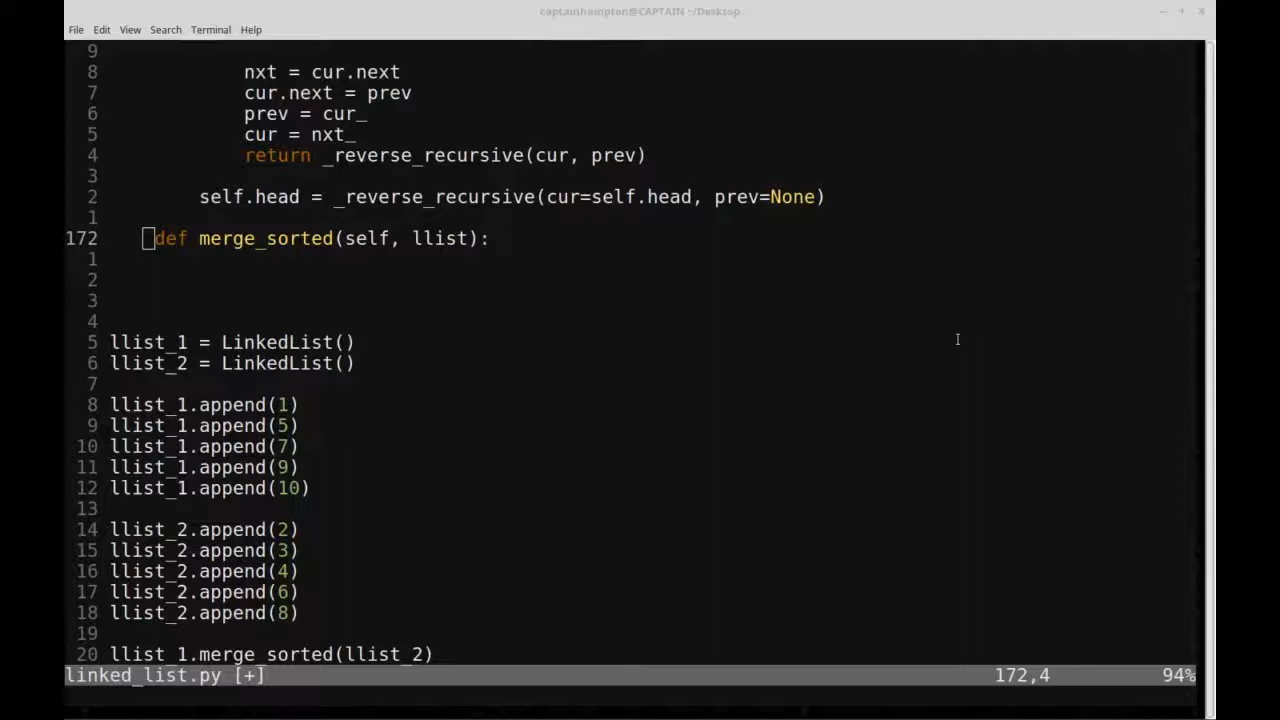 captainhampton@CAPTAIN ~/Desktop
File Edit View Search Terminal Help
9
8 nxt = cur.next
7 cur.next = prev
6 prev = cur_
5 cur = nxt_
4 return _reverse_recursive(cur, prev)
3
2 self.head = _reverse_recursive(cur=self.head, prev=None)
1
172 def merge_sorted(self, llist):
1
2
3
4
5 llist_1 = LinkedList()
6 llist_2 = LinkedList()
7
8 llist_1.append(1)
9 llist_1.append(5)
10 llist_1.append(7)
11 llist_1.append(9)
12 llist_1.append(10)
13
14 llist_2.append(2)
15 llist_2.append(3)
16 llist_2.append(4)
17 llist_2.append(6)
18 llist_2.append(8)
19
20 llist_1.merge_sorted(llist_2)
linked_list.py [+] 172,4 94%